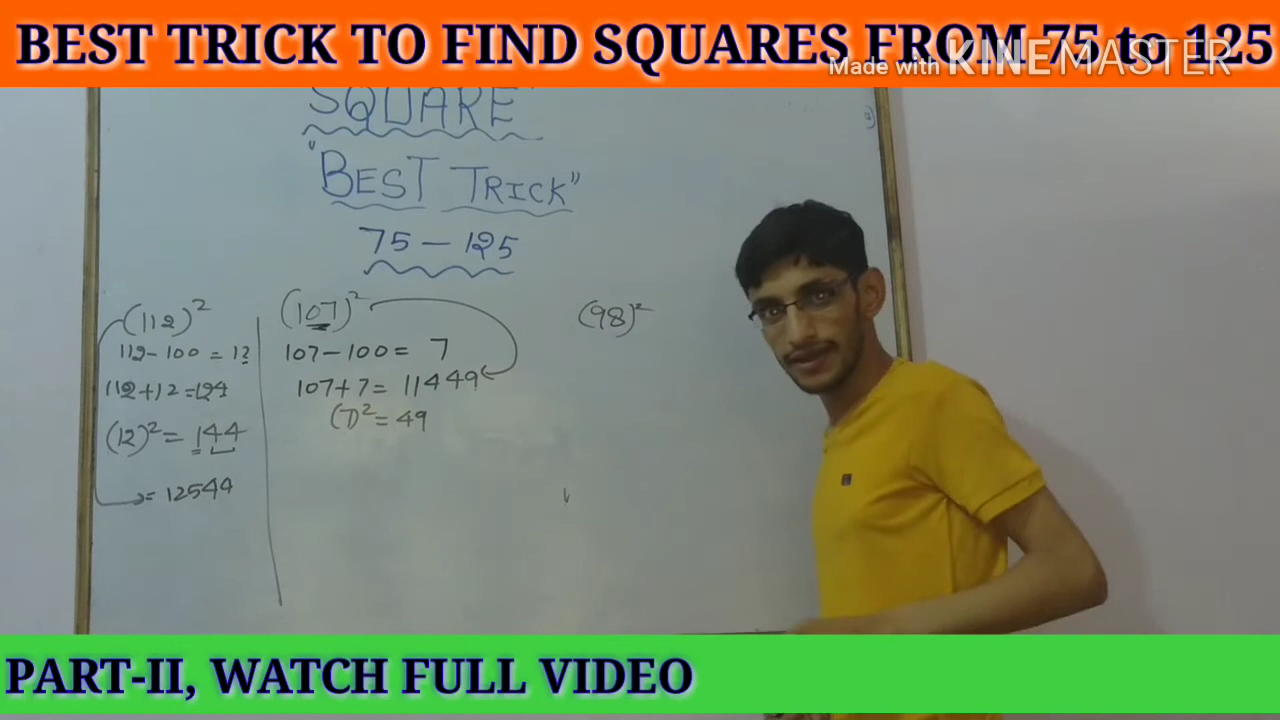 BEST TRICK TO FIND SQUARES FROM 75 to 125
Made with KINEMASTER
SQUARE"
"BEST TRICK"
75 – 125
(112)²
112 – 100 = 12
112 + 12 = 124
(12)² = 144
= 12544
(107)²
107 – 100 = 7
107 + 7 = 11449
(7)² = 49
(98)²
PART-II, WATCH FULL VIDEO